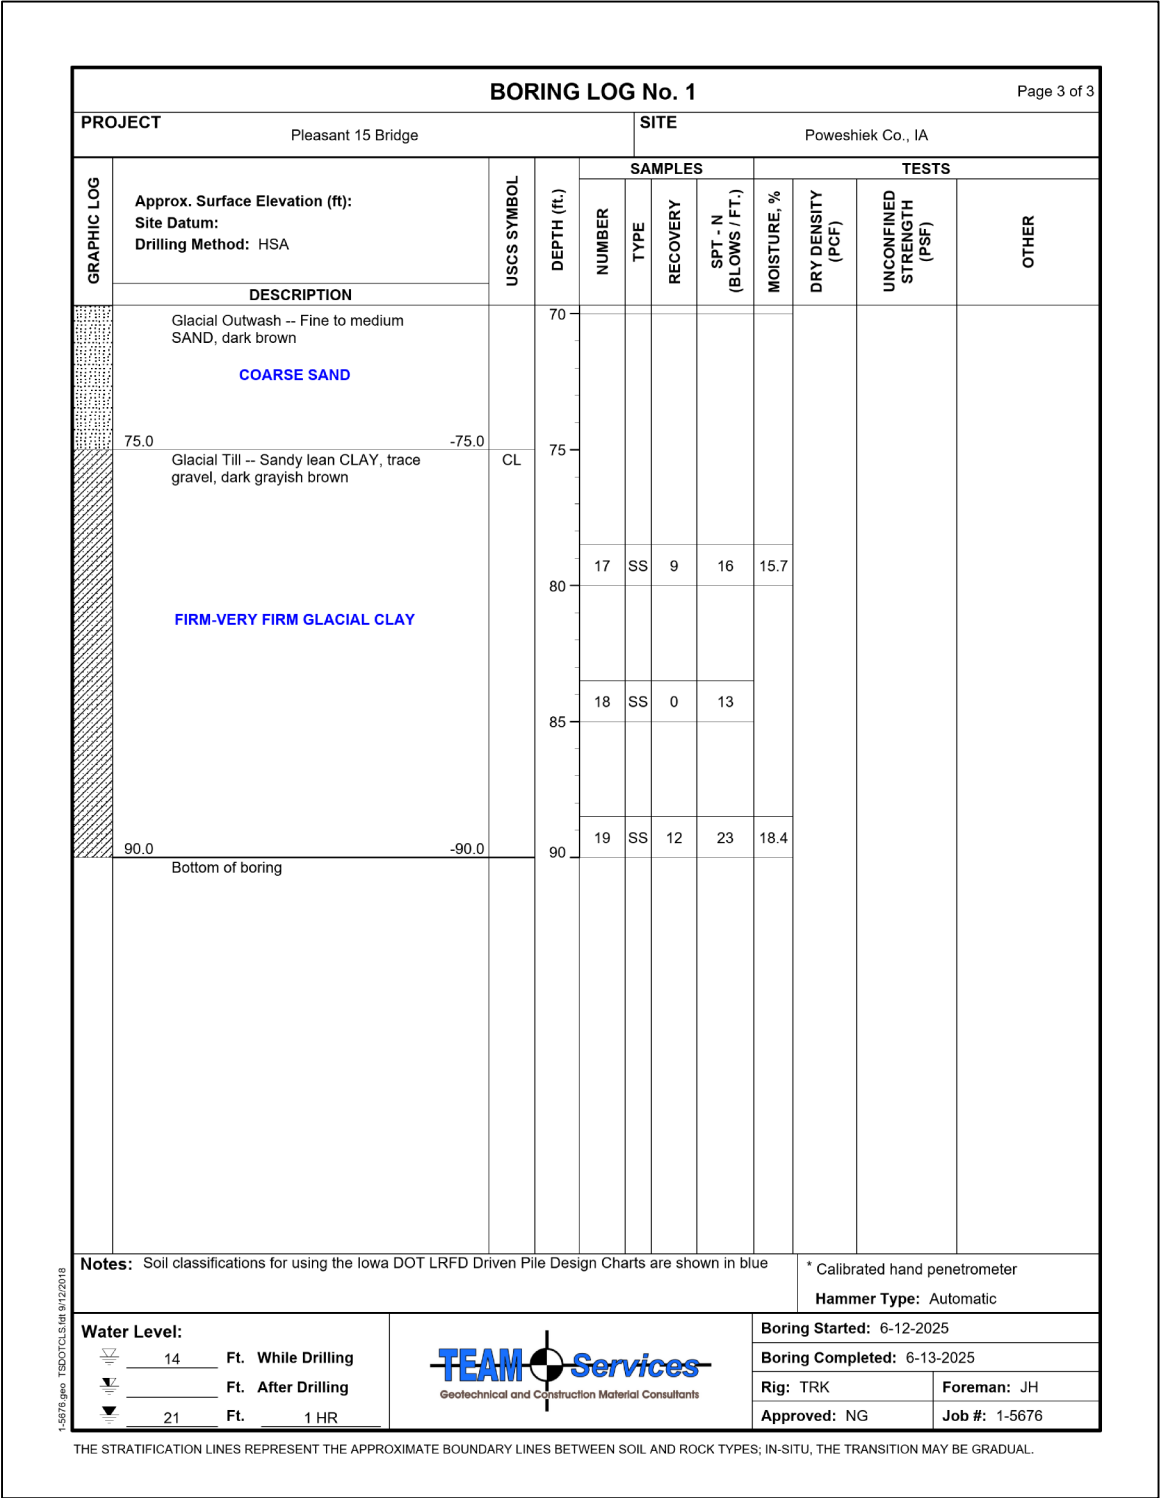 BORING LOG No. 1
Page 3 of 3
PROJECT
Pleasant 15 Bridge
SITE
Poweshiek Co., IA
GRAPHIC LOG
Approx. Surface Elevation (ft):
Site Datum:
Drilling Method: HSA
DESCRIPTION
USCS SYMBOL
DEPTH (ft.)
SAMPLES
TESTS
NUMBER
TYPE
RECOVERY
SPT - N
(BLOWS / FT.)
MOISTURE, %
DRY DENSITY
(PCF)
UNCONFINED
STRENGTH
(PSF)
OTHER
Glacial Outwash -- Fine to medium
SAND, dark brown
70
COARSE SAND
75.0 -75.0
75
Glacial Till -- Sandy lean CLAY, trace
gravel, dark grayish brown
CL
17 SS 9 16 15.7
80
FIRM-VERY FIRM GLACIAL CLAY
18 SS 0 13
85
19 SS 12 23 18.4
90.0 -90.0
90
Bottom of boring
Notes: Soil classifications for using the Iowa DOT LRFD Driven Pile Design Charts are shown in blue
* Calibrated hand penetrometer
Hammer Type: Automatic
Water Level:
14 Ft. While Drilling
Ft. After Drilling
21 Ft. 1 HR
TEAM Services
Geotechnical and Construction Material Consultants
Boring Started: 6-12-2025
Boring Completed: 6-13-2025
Rig: TRK
Foreman: JH
Approved: NG
Job #: 1-5676
1-5676.geo TSDOTCLS.fdt 9/12/2018
THE STRATIFICATION LINES REPRESENT THE APPROXIMATE BOUNDARY LINES BETWEEN SOIL AND ROCK TYPES; IN-SITU, THE TRANSITION MAY BE GRADUAL.